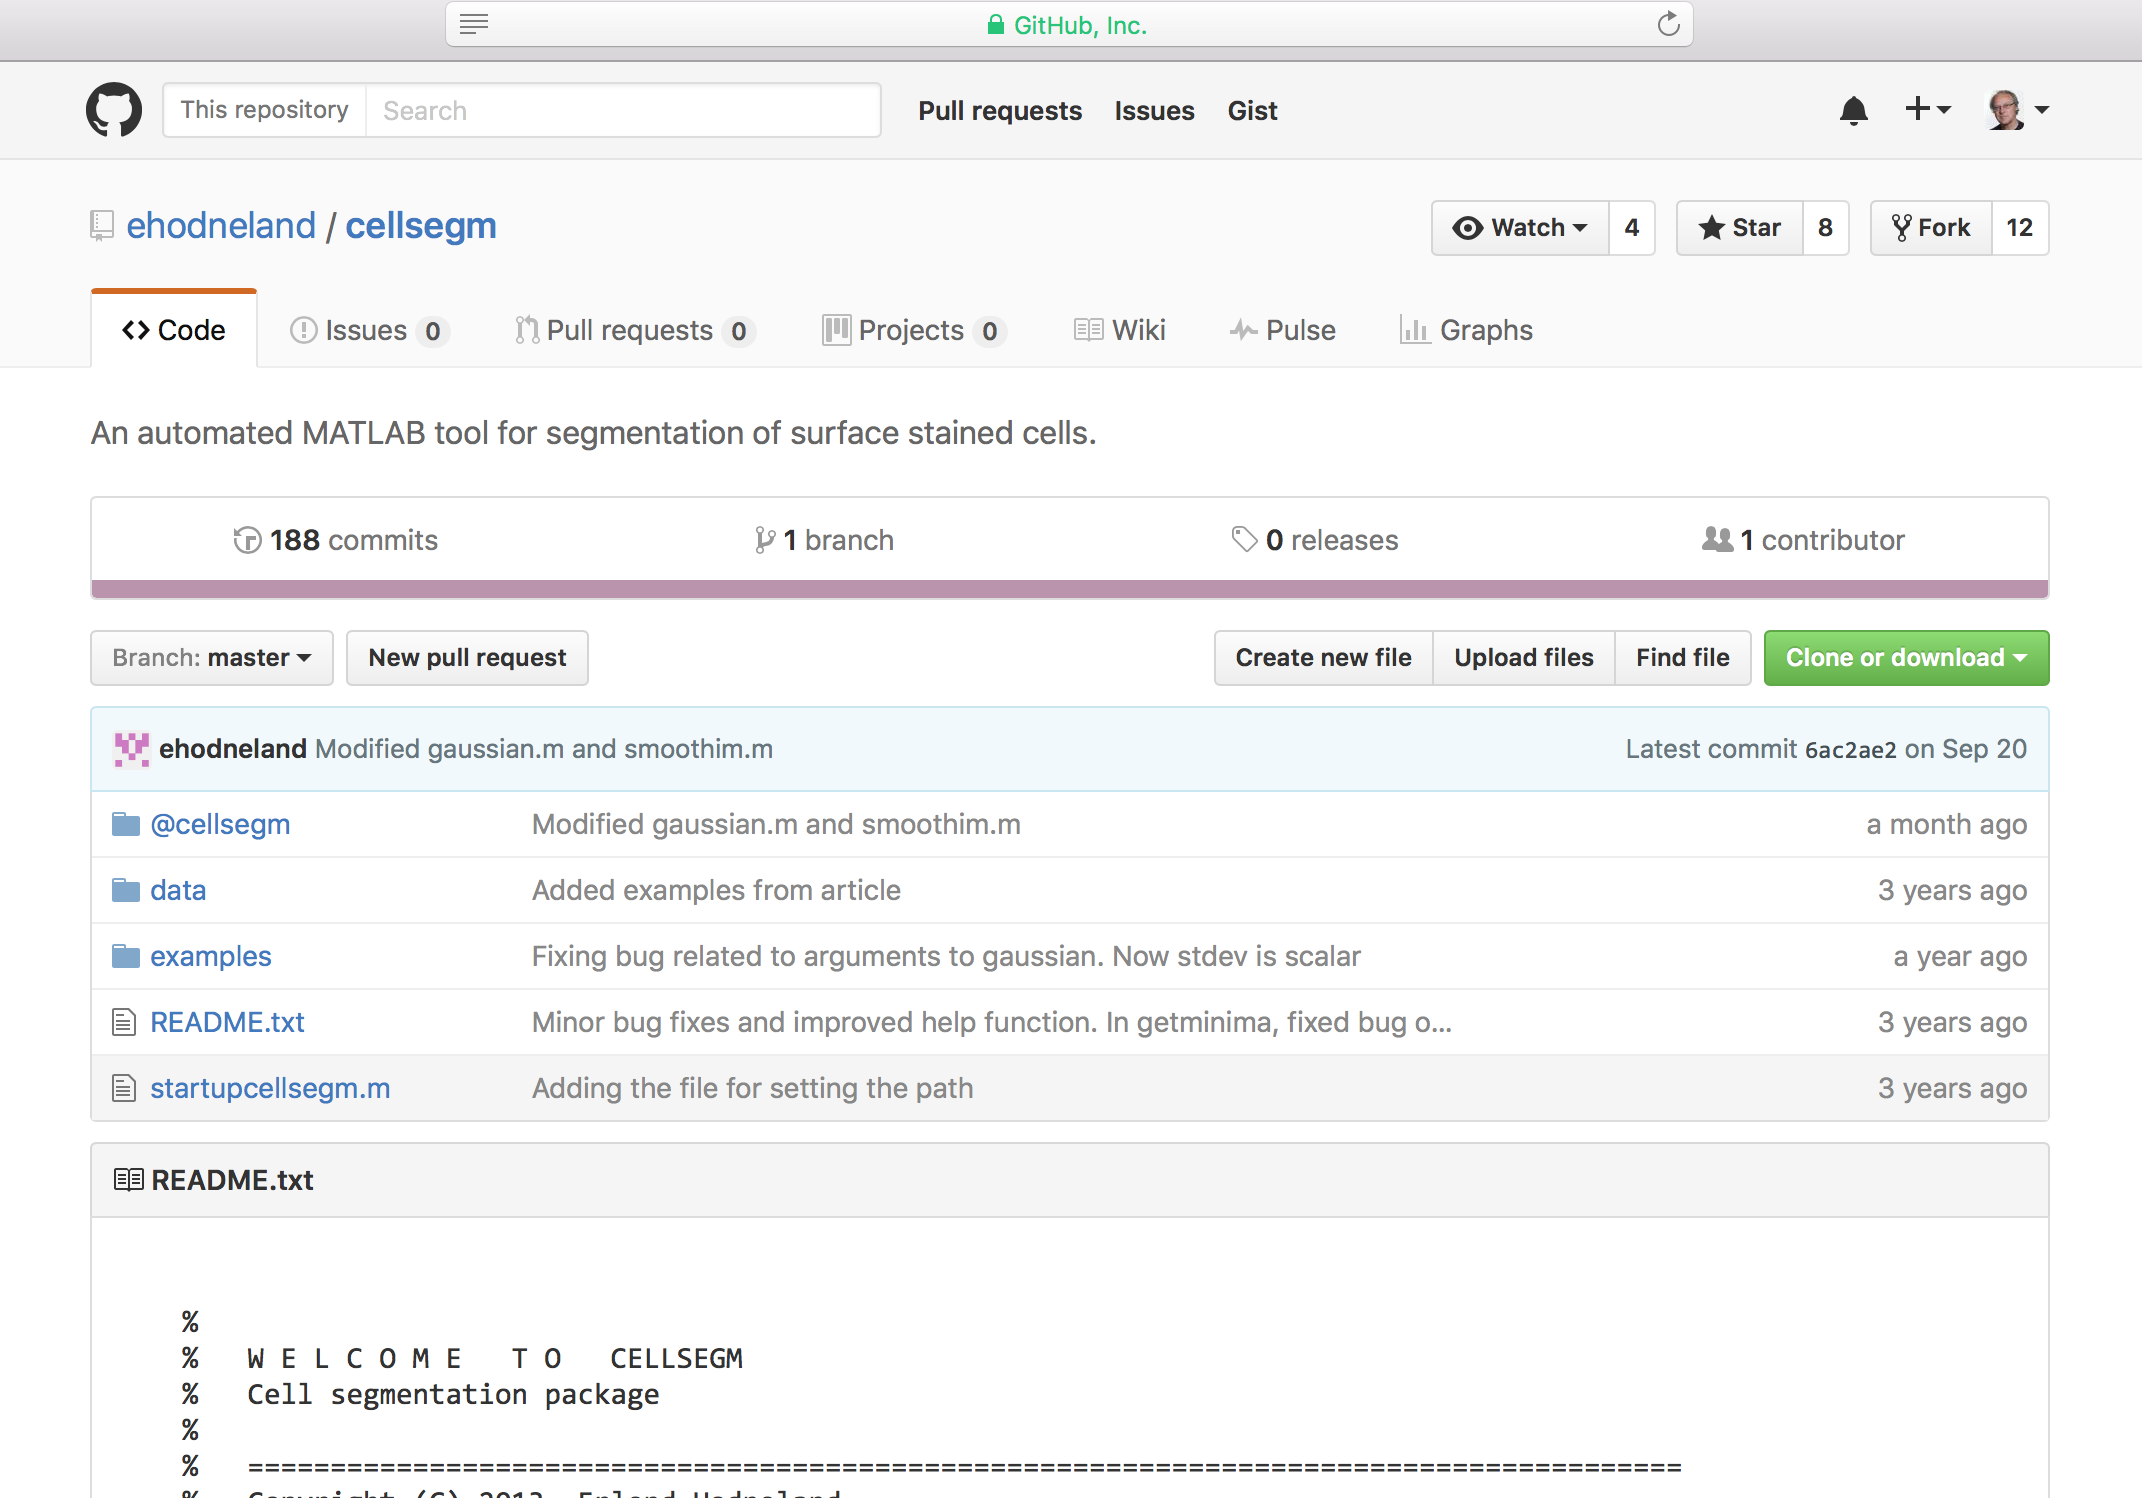 GitHub, Inc.
This repository Search Pull requests Issues Gist
ehodneland / cellsegm Watch 4 Star 8 Fork 12
Code Issues 0 Pull requests 0 Projects 0 Wiki Pulse Graphs
An automated MATLAB tool for segmentation of surface stained cells.
188 commits 1 branch 0 releases 1 contributor
Branch: master New pull request Create new file Upload files Find file Clone or download
ehodneland Modified gaussian.m and smoothim.m Latest commit 6ac2ae2 on Sep 20
@cellsegm Modified gaussian.m and smoothim.m a month ago
data Added examples from article 3 years ago
examples Fixing bug related to arguments to gaussian. Now stdev is scalar a year ago
README.txt Minor bug fixes and improved help function. In getminima, fixed bug o... 3 years ago
startupcellsegm.m Adding the file for setting the path 3 years ago
README.txt
%
% W E L C O M E T O CELLSEGM
% Cell segmentation package
%
% =======================================================================================
% Copyright (C) 2013 Erlend Hodneland